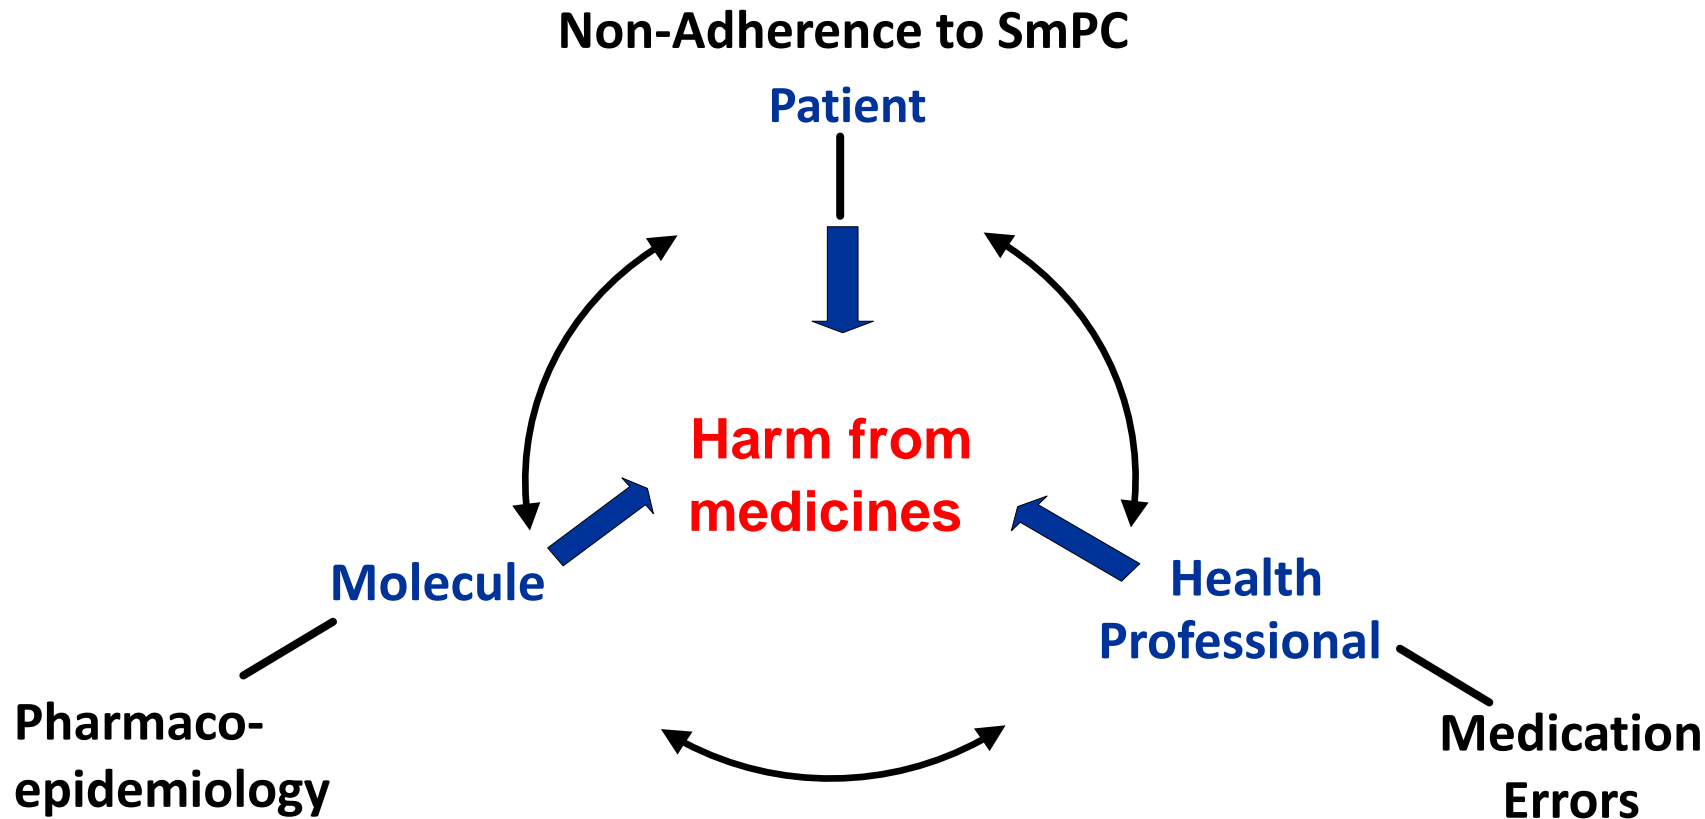 Non-Adherence to SmPC
Patient
Harm from
medicines
Molecule
Health
Professional
Pharmaco-
epidemiology
Medication
Errors